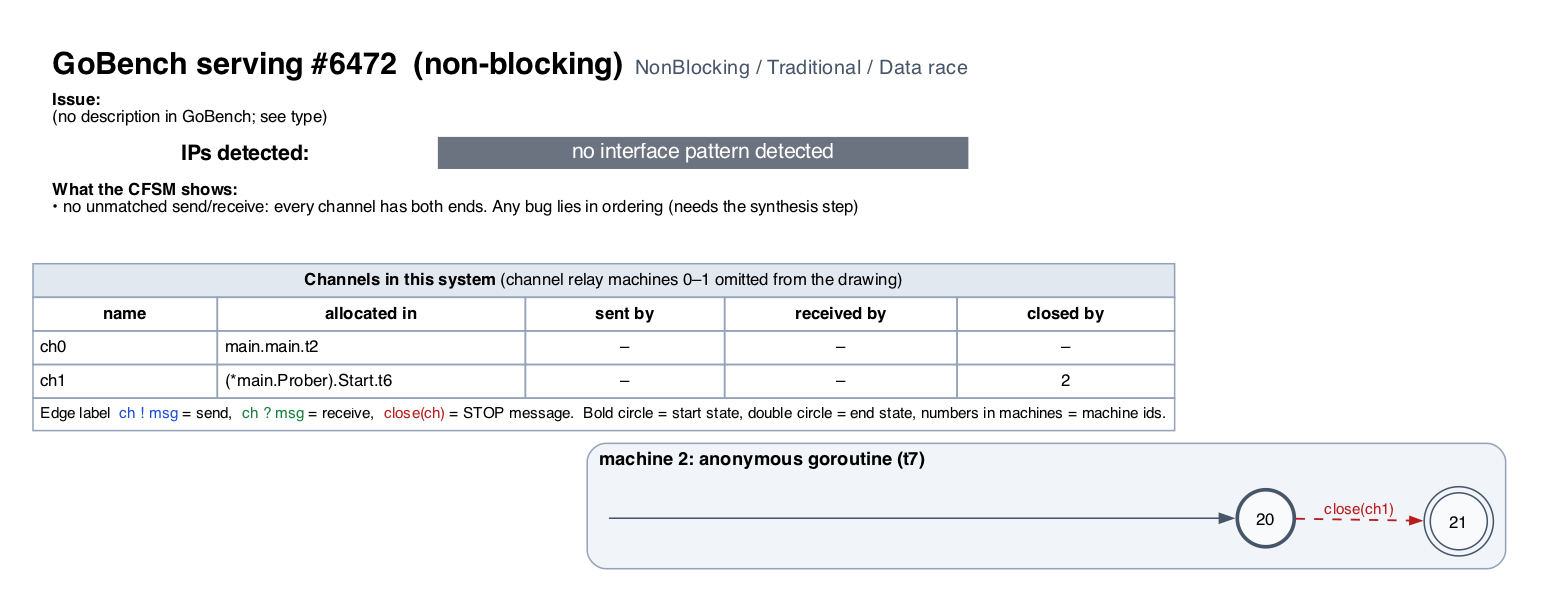 GoBench serving #6472 (non-blocking) NonBlocking / Traditional / Data race
Issue:
(no description in GoBench; see type)
IPs detected: no interface pattern detected
What the CFSM shows:
• no unmatched send/receive: every channel has both ends. Any bug lies in ordering (needs the synthesis step)
Channels in this system (channel relay machines 0–1 omitted from the drawing)
name allocated in sent by received by closed by
ch0 main.main.t2 – – –
ch1 (*main.Prober).Start.t6 – – 2
Edge label ch ! msg = send, ch ? msg = receive, close(ch) = STOP message. Bold circle = start state, double circle = end state, numbers in machines = machine ids.
machine 2: anonymous goroutine (t7)
20 close(ch1) 21